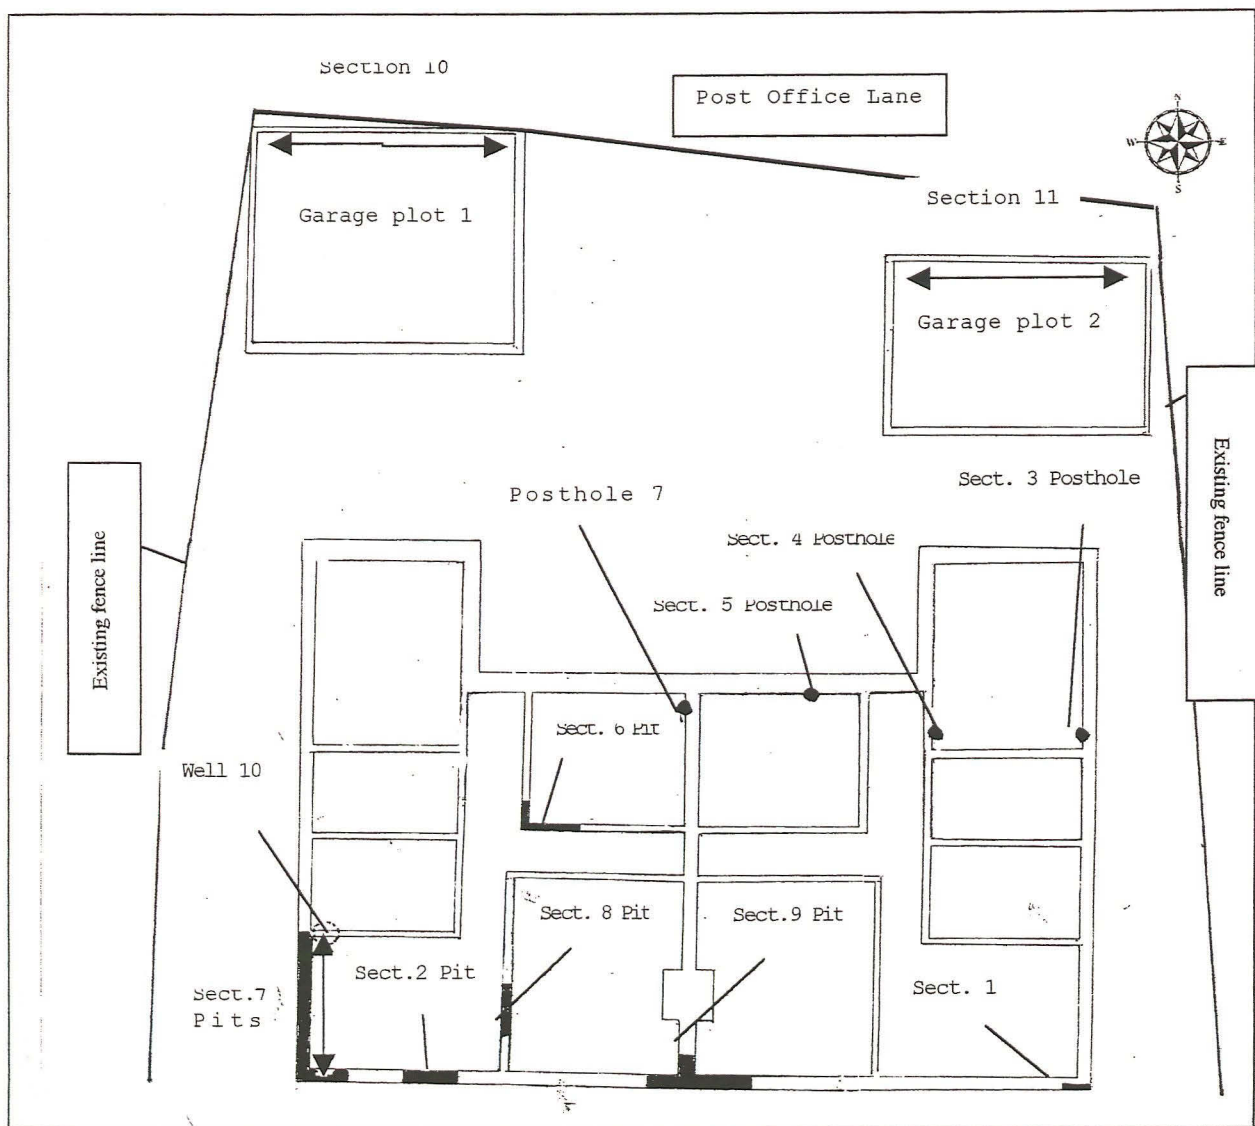 Section 10
Post Office Lane
N
W
E
S
Section 11
Garage plot 1
Garage plot 2
Existing fence line
Existing fence line
Sect. 3 Posthole
Posthole 7
Sect. 4 Posthole
Sect. 5 Posthole
Sect. 6 Pit
Well 10
Sect. 8 Pit
Sect.9 Pit
Sect.2 Pit
Sect. 1
Sect.7
Pits